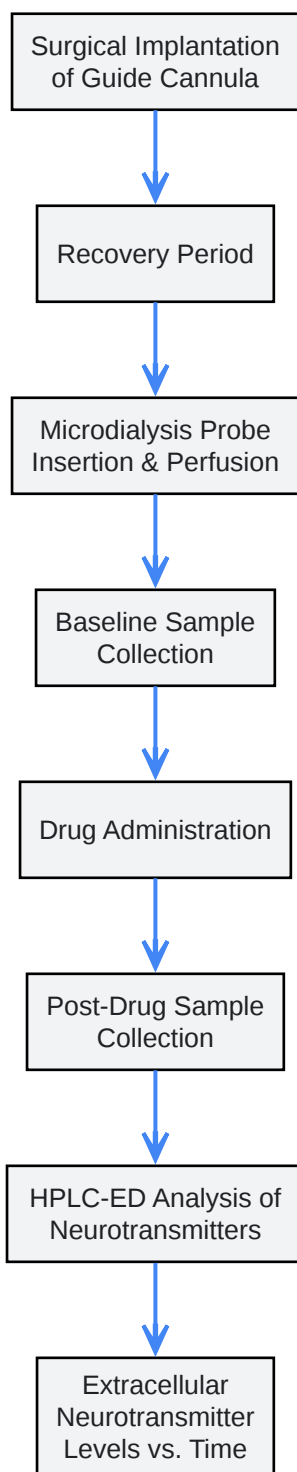 Surgical Implantation
of Guide Cannula
Recovery Period
Microdialysis Probe
Insertion & Perfusion
Baseline Sample
Collection
Drug Administration
Post-Drug Sample
Collection
HPLC-ED Analysis of
Neurotransmitters
Extracellular
Neurotransmitter
Levels vs. Time